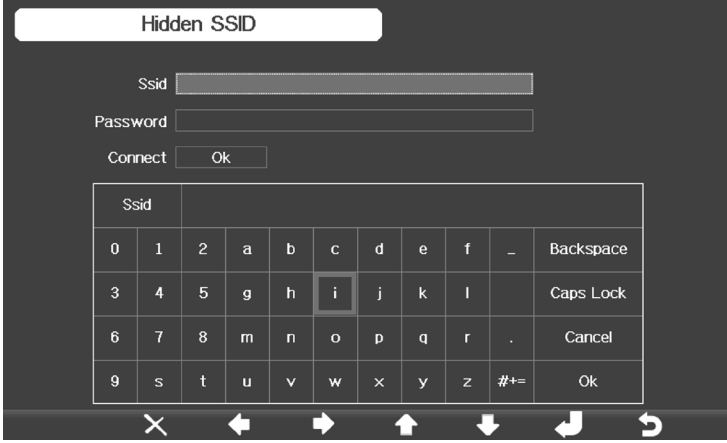 Hidden SSID
Ssid
Password
Connect Ok
Ssid
0 1 2 a b c d e f _ Backspace
3 4 5 g h i j k l Caps Lock
6 7 8 m n o p q r . Cancel
9 s t u v w x y z #+= Ok